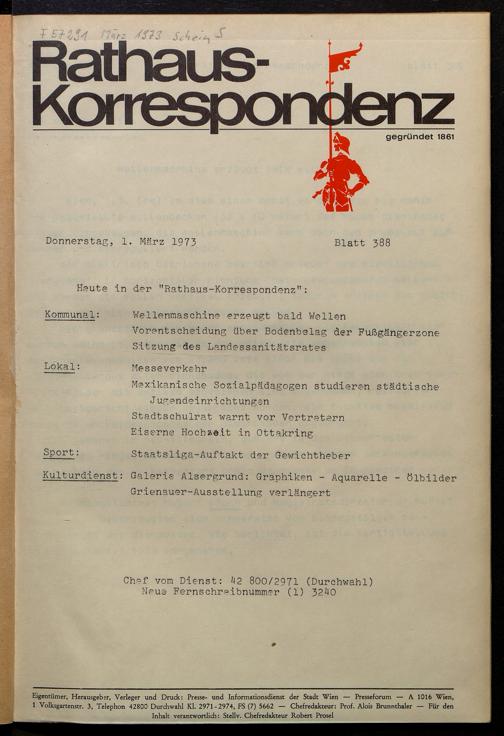 F 57291 März 1973
Rathaus-
Korrespondenz
gegründet 1861
Donnerstag, 1. März 1973 Blatt 388
Heute in der "Rathaus-Korrespondenz":
Kommunal: Wellenmaschine erzeugt bald Wellen
Vorentscheidung über Bodenbelag der Fußgängerzone
Sitzung des Landessanitätsrates
Lokal: Messeverkehr
Mexikanische Sozialpädagogen studieren städtische
Jugendeinrichtungen
Stadtschulrat warnt vor Vertretern
Eiserne Hochzeit in Ottakring
Sport: Staatsliga-Auftakt der Gewichtheber
Kulturdienst: Galerie Alsergrund: Graphiken - Aquarelle - Ölbilder
Grienauer-Ausstellung verlängert
Chef vom Dienst: 42 800/2971 (Durchwahl)
Neue Fernschreibnummer (1) 3240
Eigentümer, Herausgeber, Verleger und Druck: Presse- und Informationsdienst der Stadt Wien — Presseforum — A 1016 Wien,
1 Volksgartenstr. 3, Telephon 42800 Durchwahl Kl. 2971-2974, FS (7) 5662 — Chefredakteur: Prof. Alois Brunnthaler — Für den
Inhalt verantwortlich: Stellv. Chefredakteur Robert Prosel